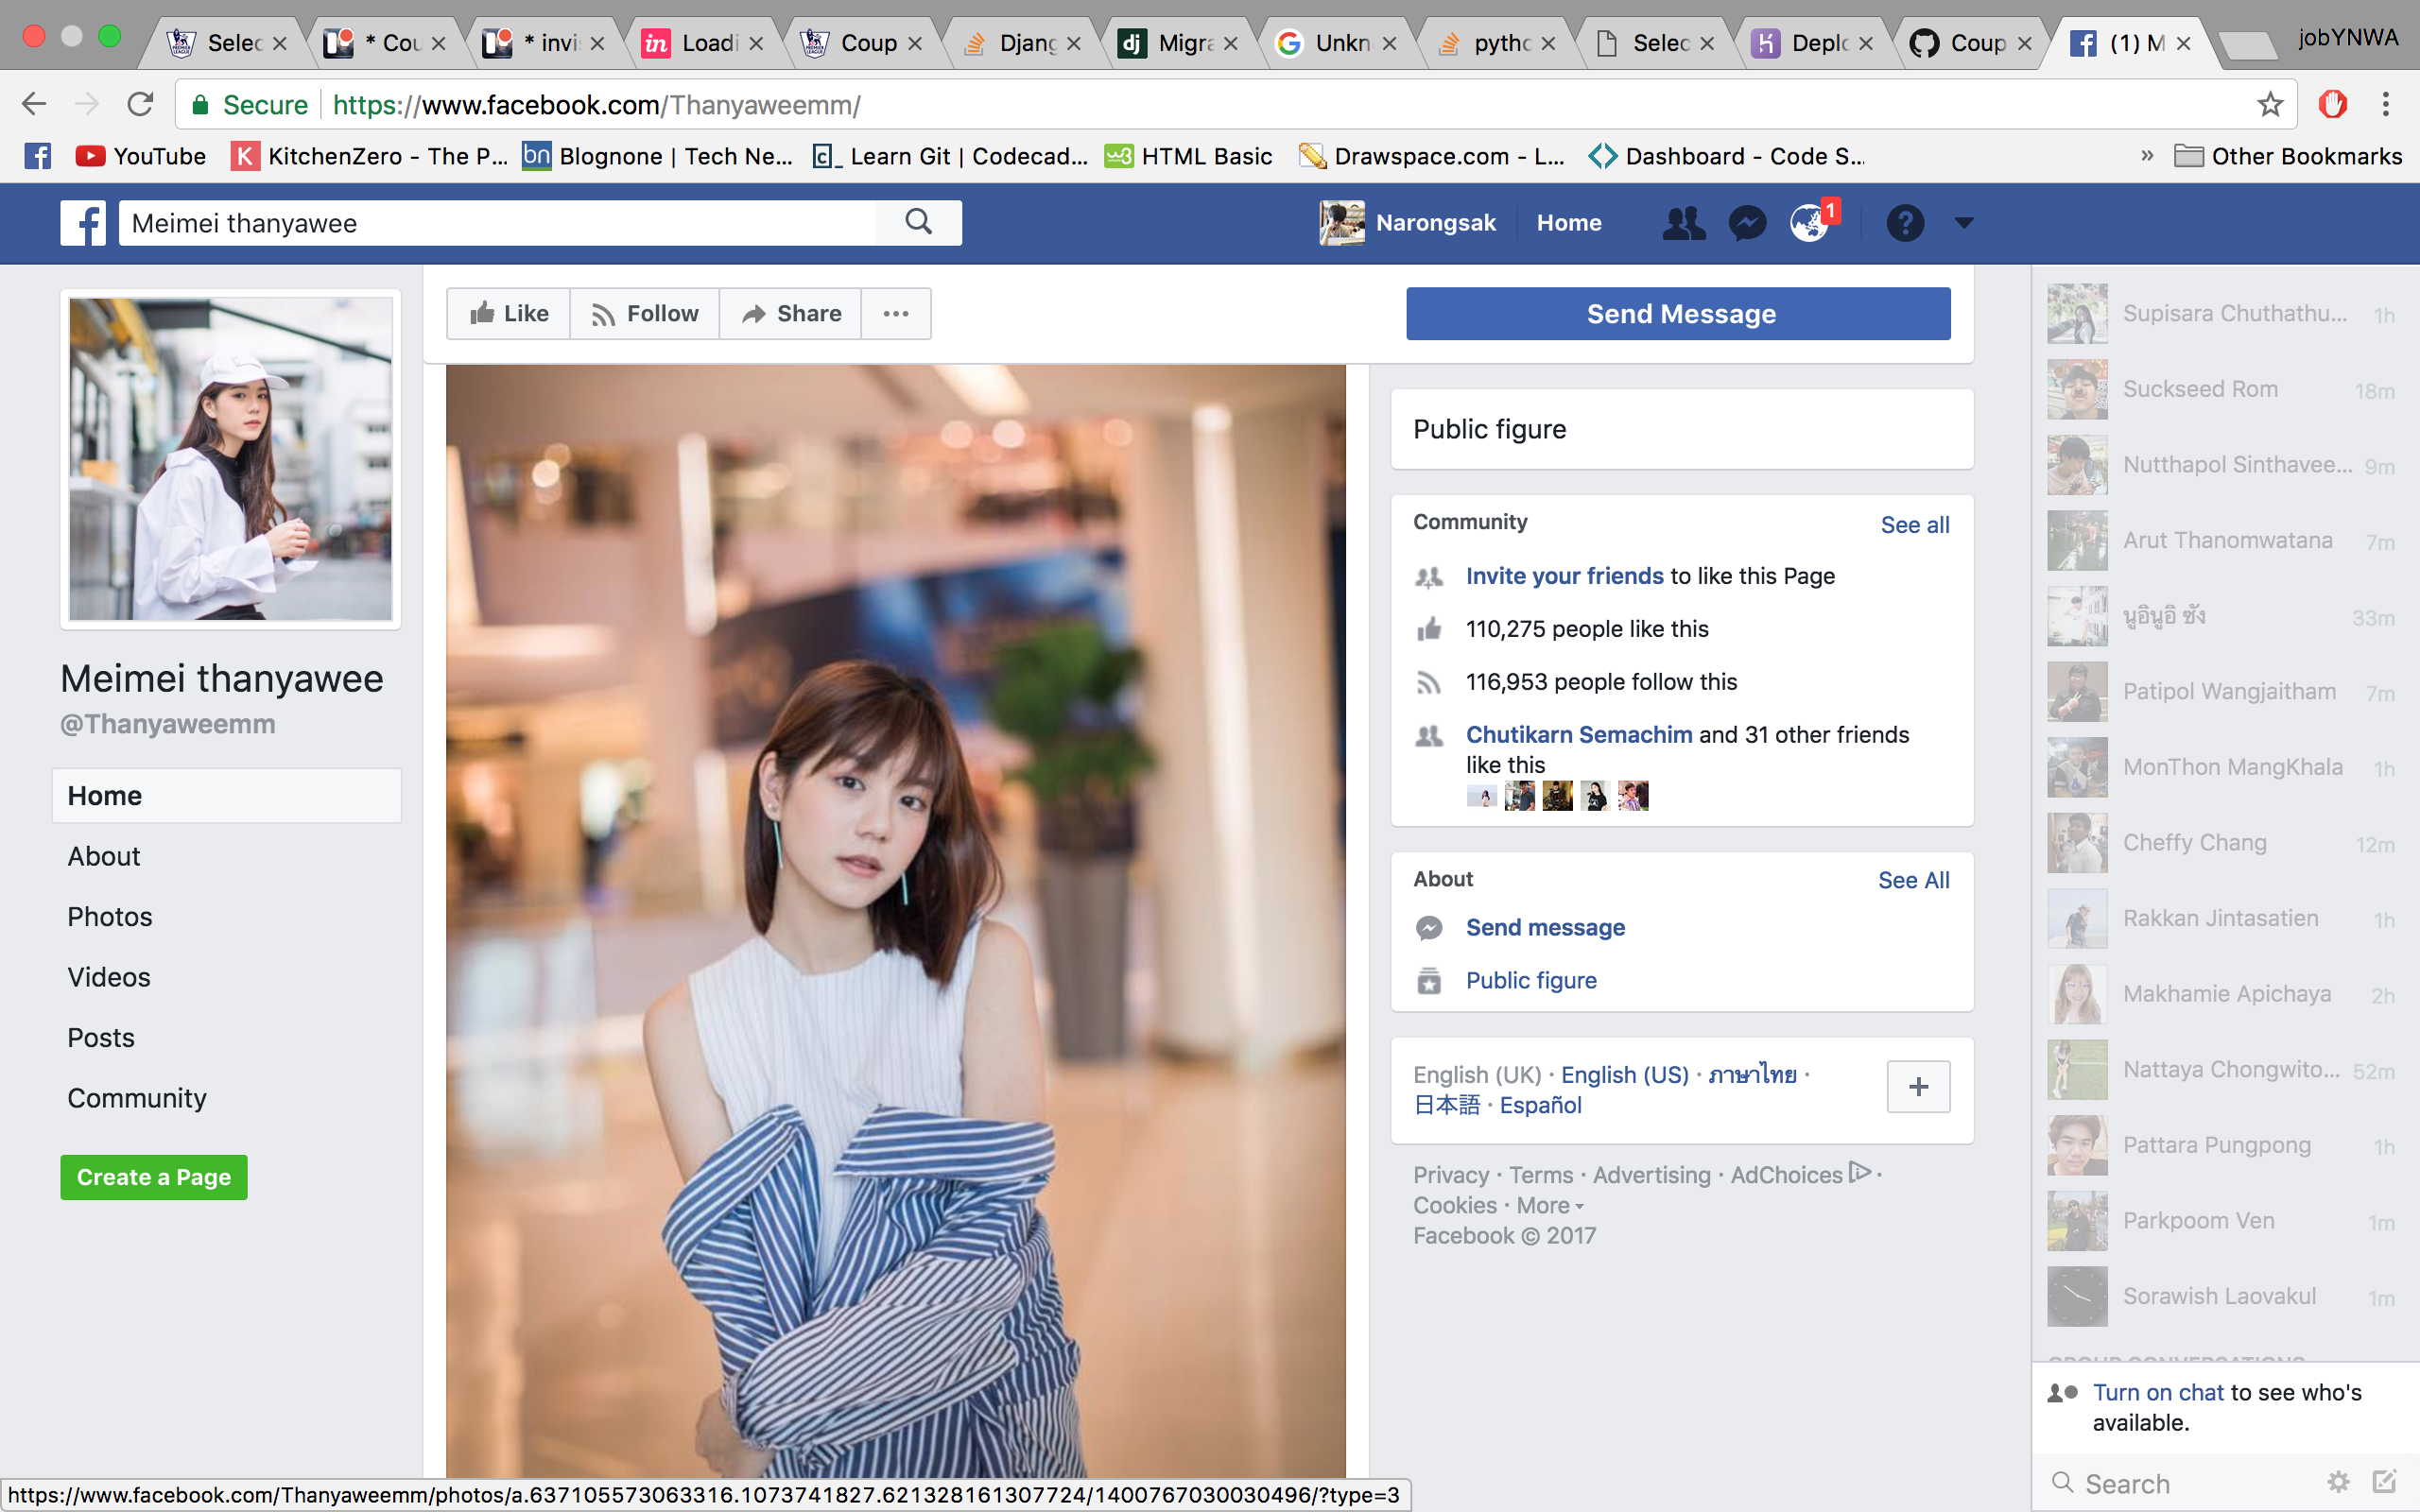 Selec
* Cou
* invi
Loadi
Coup
Djang
Migra
Unkn
pytho
Selec
Deplo
Coup
(1) M
jobYNWA
Secure
https://www.facebook.com/Thanyaweemm/
YouTube
KitchenZero - The P...
Blognone | Tech Ne...
Learn Git | Codecad...
HTML Basic
Drawspace.com - L...
Dashboard - Code S...
» Other Bookmarks
Meimei thanyawee
Narongsak
Home
1
Like
Follow
Share
Send Message
Meimei thanyawee
@Thanyaweemm
Home
About
Photos
Videos
Posts
Community
Create a Page
Public figure
Community
See all
Invite your friends to like this Page
110,275 people like this
116,953 people follow this
Chutikarn Semachim and 31 other friends
like this
About
See All
Send message
Public figure
English (UK) · English (US) · ภาษาไทย ·
日本語 · Español
Privacy · Terms · Advertising · AdChoices ·
Cookies · More
Facebook © 2017
Supisara Chuthathu... 1h
Suckseed Rom 18m
Nutthapol Sinthavee... 9m
Arut Thanomwatana 7m
นูอินูอิ ซัง 33m
Patipol Wangjaitham 7m
MonThon MangKhala 1h
Cheffy Chang 12m
Rakkan Jintasatien 1h
Makhamie Apichaya 2h
Nattaya Chongwito... 52m
Pattara Pungpong 1h
Parkpoom Ven 1m
Sorawish Laovakul 1m
GROUP CONVERSATIONS
Turn on chat to see who's
available.
Search
https://www.facebook.com/Thanyaweemm/photos/a.637105573063316.1073741827.621328161307724/1400767030030496/?type=3